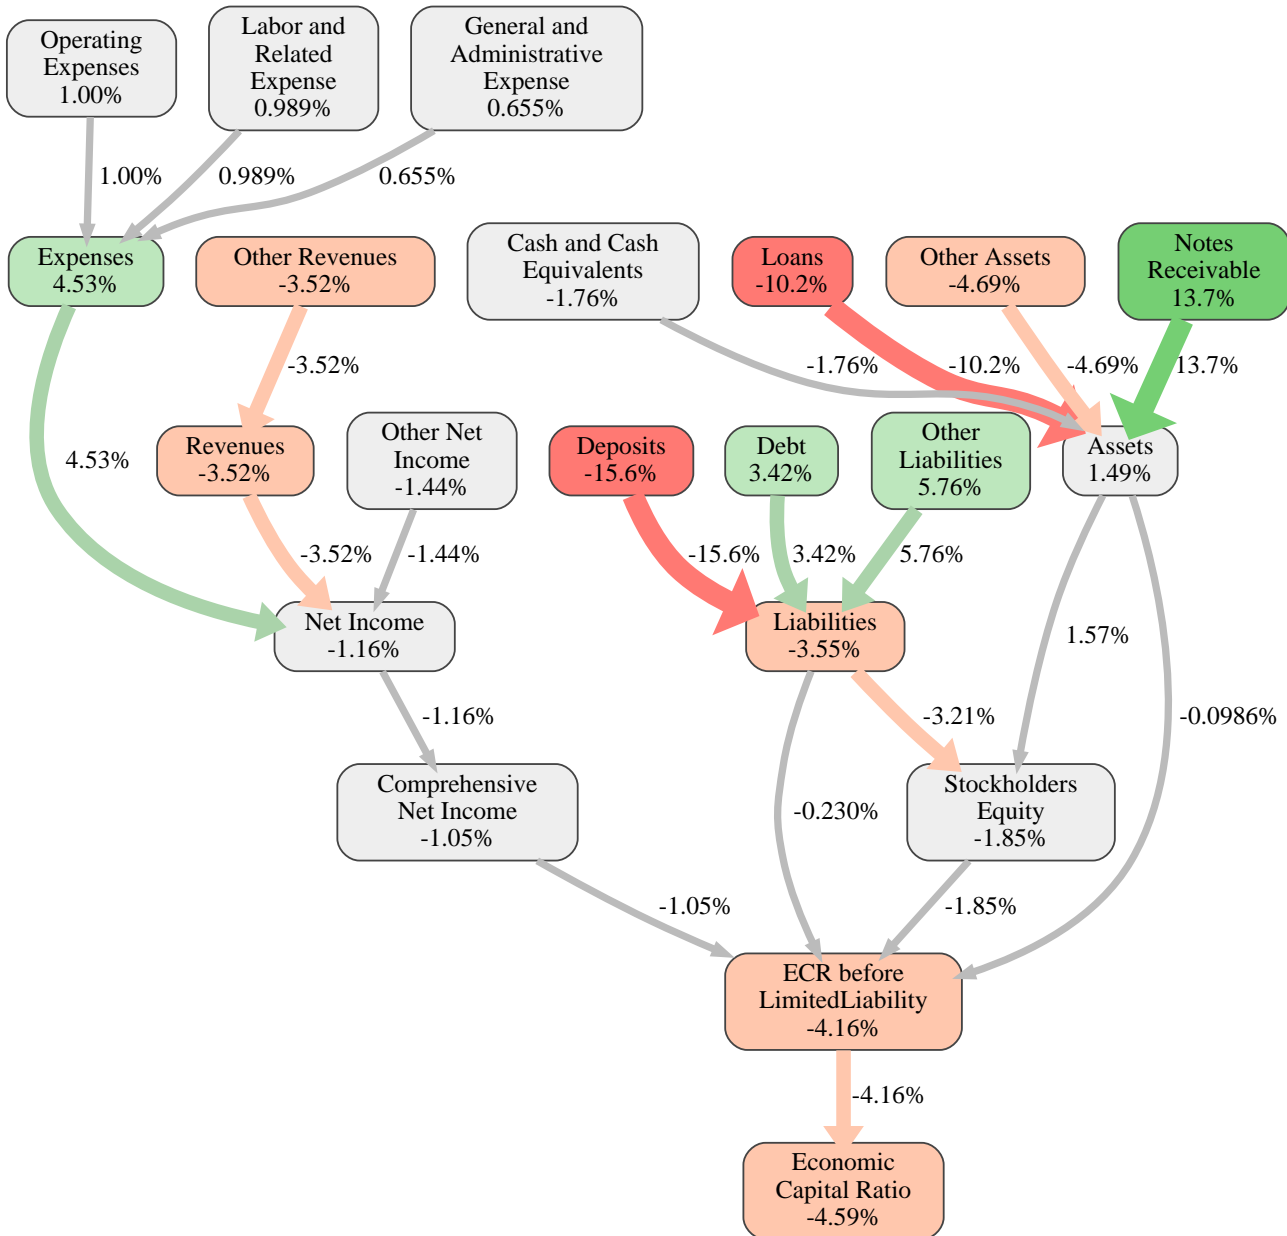 Operating
Expenses
1.00%
Labor and
Related
Expense
0.989%
General and
Administrative
Expense
0.655%
1.00%
0.989%
0.655%
Expenses
4.53%
Other Revenues
-3.52%
Cash and Cash
Equivalents
-1.76%
Loans
-10.2%
Other Assets
-4.69%
Notes
Receivable
13.7%
-3.52%
-1.76%
-10.2%
-4.69%
13.7%
4.53%
Revenues
-3.52%
Other Net
Income
-1.44%
Deposits
-15.6%
Debt
3.42%
Other
Liabilities
5.76%
Assets
1.49%
-3.52%
-1.44%
-15.6%
3.42%
5.76%
Net Income
-1.16%
Liabilities
-3.55%
1.57%
-1.16%
-3.21%
-0.0986%
Comprehensive
Net Income
-1.05%
-0.230%
Stockholders
Equity
-1.85%
-1.05%
-1.85%
ECR before
LimitedLiability
-4.16%
-4.16%
Economic
Capital Ratio
-4.59%